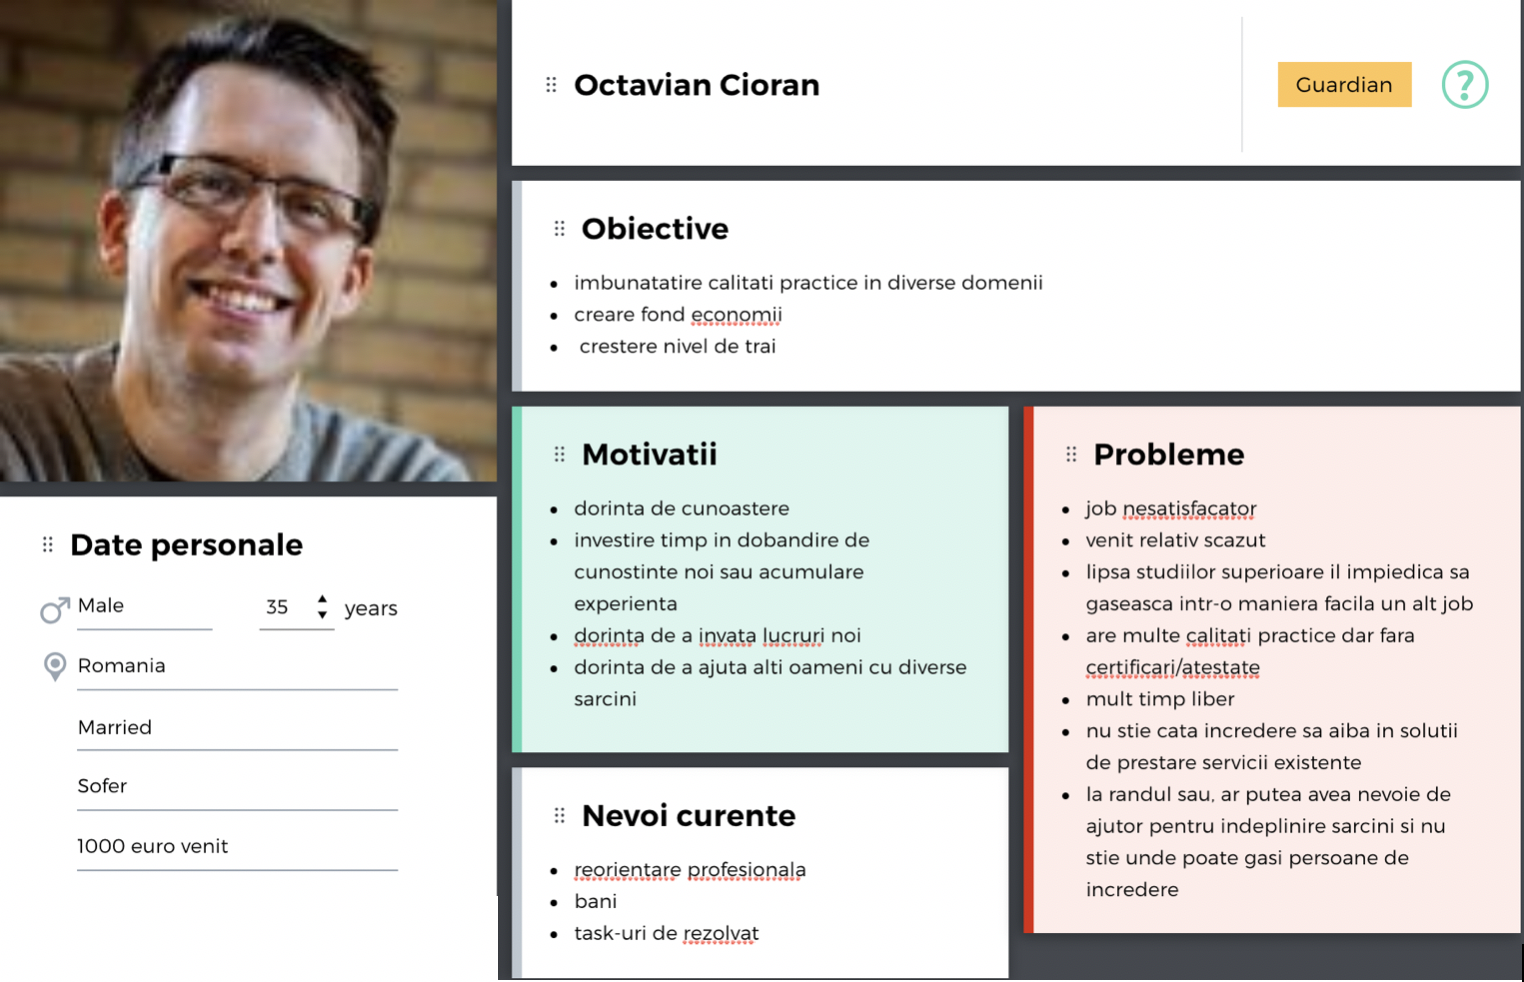 Octavian Cioran
Guardian
?
Obiective
imbunatatire calitati practice in diverse domenii
creare fond economii
crestere nivel de trai
Date personale
Male
35
years
Romania
Married
Sofer
1000 euro venit
Motivatii
dorinta de cunoastere
investire timp in dobandire de
cunostinte noi sau acumulare
experienta
dorinta de a invata lucruri noi
dorinta de a ajuta alti oameni cu diverse
sarcini
Nevoi curente
reorientare profesionala
bani
task-uri de rezolvat
Probleme
job nesatisfacator
venit relativ scazut
lipsa studiilor superioare il impiedica sa
gaseasca intr-o maniera facila un alt job
are multe calitati practice dar fara
certificari/atestate
mult timp liber
nu stie cata incredere sa aiba in solutii
de prestare servicii existente
la randul sau, ar putea avea nevoie de
ajutor pentru indeplinire sarcini si nu
stie unde poate gasi persoane de
incredere